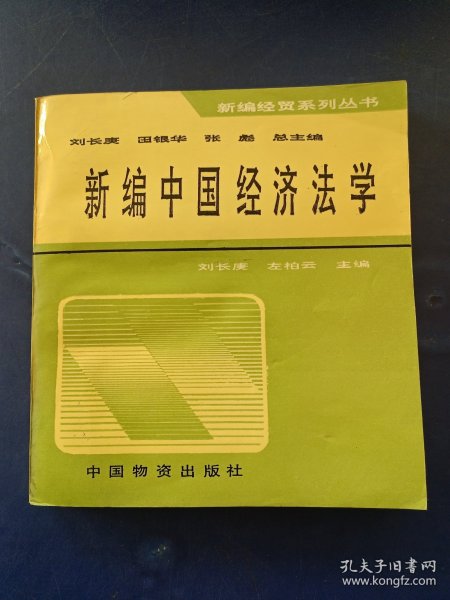 新编经贸系列丛书
刘长庚 田银华 张彪 总主编
新编中国经济法学
刘长庚 左柏云 主编
中国物资出版社
孔夫子旧书网
www.kongfz.com